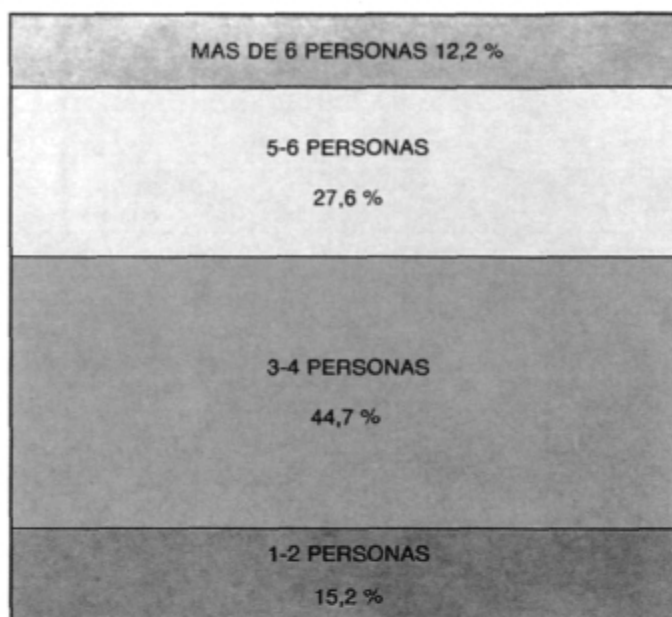 MAS DE 6 PERSONAS 12,2 %
5-6 PERSONAS
27,6 %
3-4 PERSONAS
44,7 %
1-2 PERSONAS
15,2 %